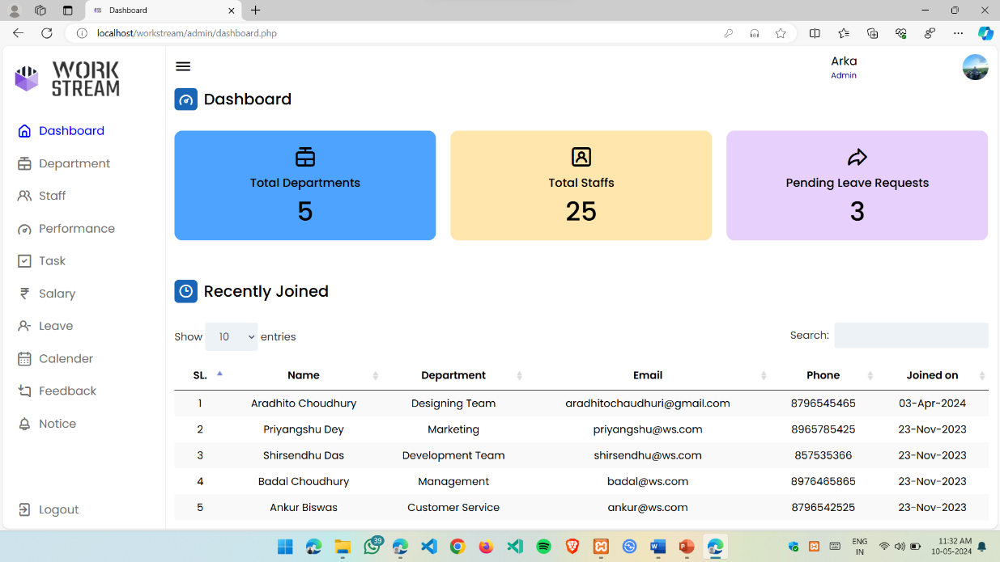 Dashboard
localhost/workstream/admin/dashboard.php
WORK
STREAM
Arka
Admin
Dashboard
Department
Staff
Performance
Task
Salary
Leave
Calender
Feedback
Notice
Logout
Dashboard
Total Departments
5
Total Staffs
25
Pending Leave Requests
3
Recently Joined
Show 10 entries
Search:
SL. Name Department Email Phone Joined on
1 Aradhito Choudhury Designing Team aradhitochaudhuri@gmail.com 8796545465 03-Apr-2024
2 Priyangshu Dey Marketing priyangshu@ws.com 8965785425 23-Nov-2023
3 Shirsendhu Das Development Team shirsendhu@ws.com 857535366 23-Nov-2023
4 Badal Choudhury Management badal@ws.com 8976465865 23-Nov-2023
5 Ankur Biswas Customer Service ankur@ws.com 8796542525 23-Nov-2023
39
ENG
IN
11:32 AM
10-05-2024